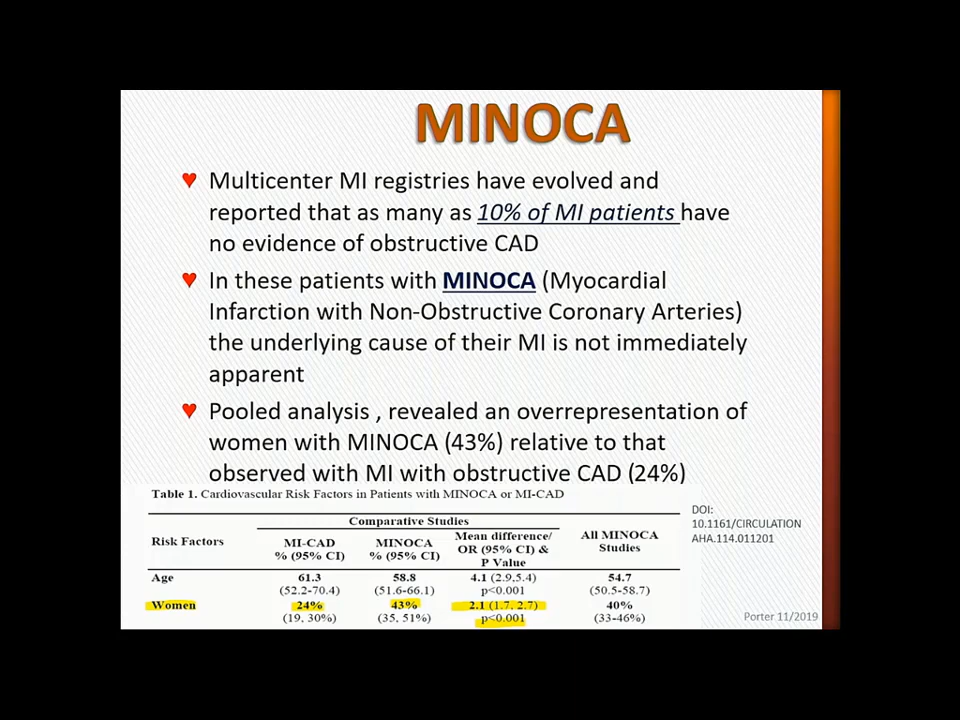 MINOCA
Multicenter MI registries have evolved and
reported that as many as 10% of MI patients have
no evidence of obstructive CAD
In these patients with MINOCA (Myocardial
Infarction with Non-Obstructive Coronary Arteries)
the underlying cause of their MI is not immediately
apparent
Pooled analysis , revealed an overrepresentation of
women with MINOCA (43%) relative to that
observed with MI with obstructive CAD (24%)
Table 1. Cardiovascular Risk Factors in Patients with MINOCA or MI-CAD
Comparative Studies
Risk Factors MI-CAD % (95% CI) MINOCA % (95% CI) Mean difference/ OR (95% CI) & P Value All MINOCA Studies
Age 61.3 58.8 4.1 (2.9,5.4) 54.7
(52.2-70.4) (51.6-66.1) p<0.001 (50.5-58.7)
Women 24% 43% 2.1 (1.7, 2.7) 40%
(19, 30%) (35, 51%) p<0.001 (33-46%)
DOI:
10.1161/CIRCULATION
AHA.114.011201
Porter 11/2019